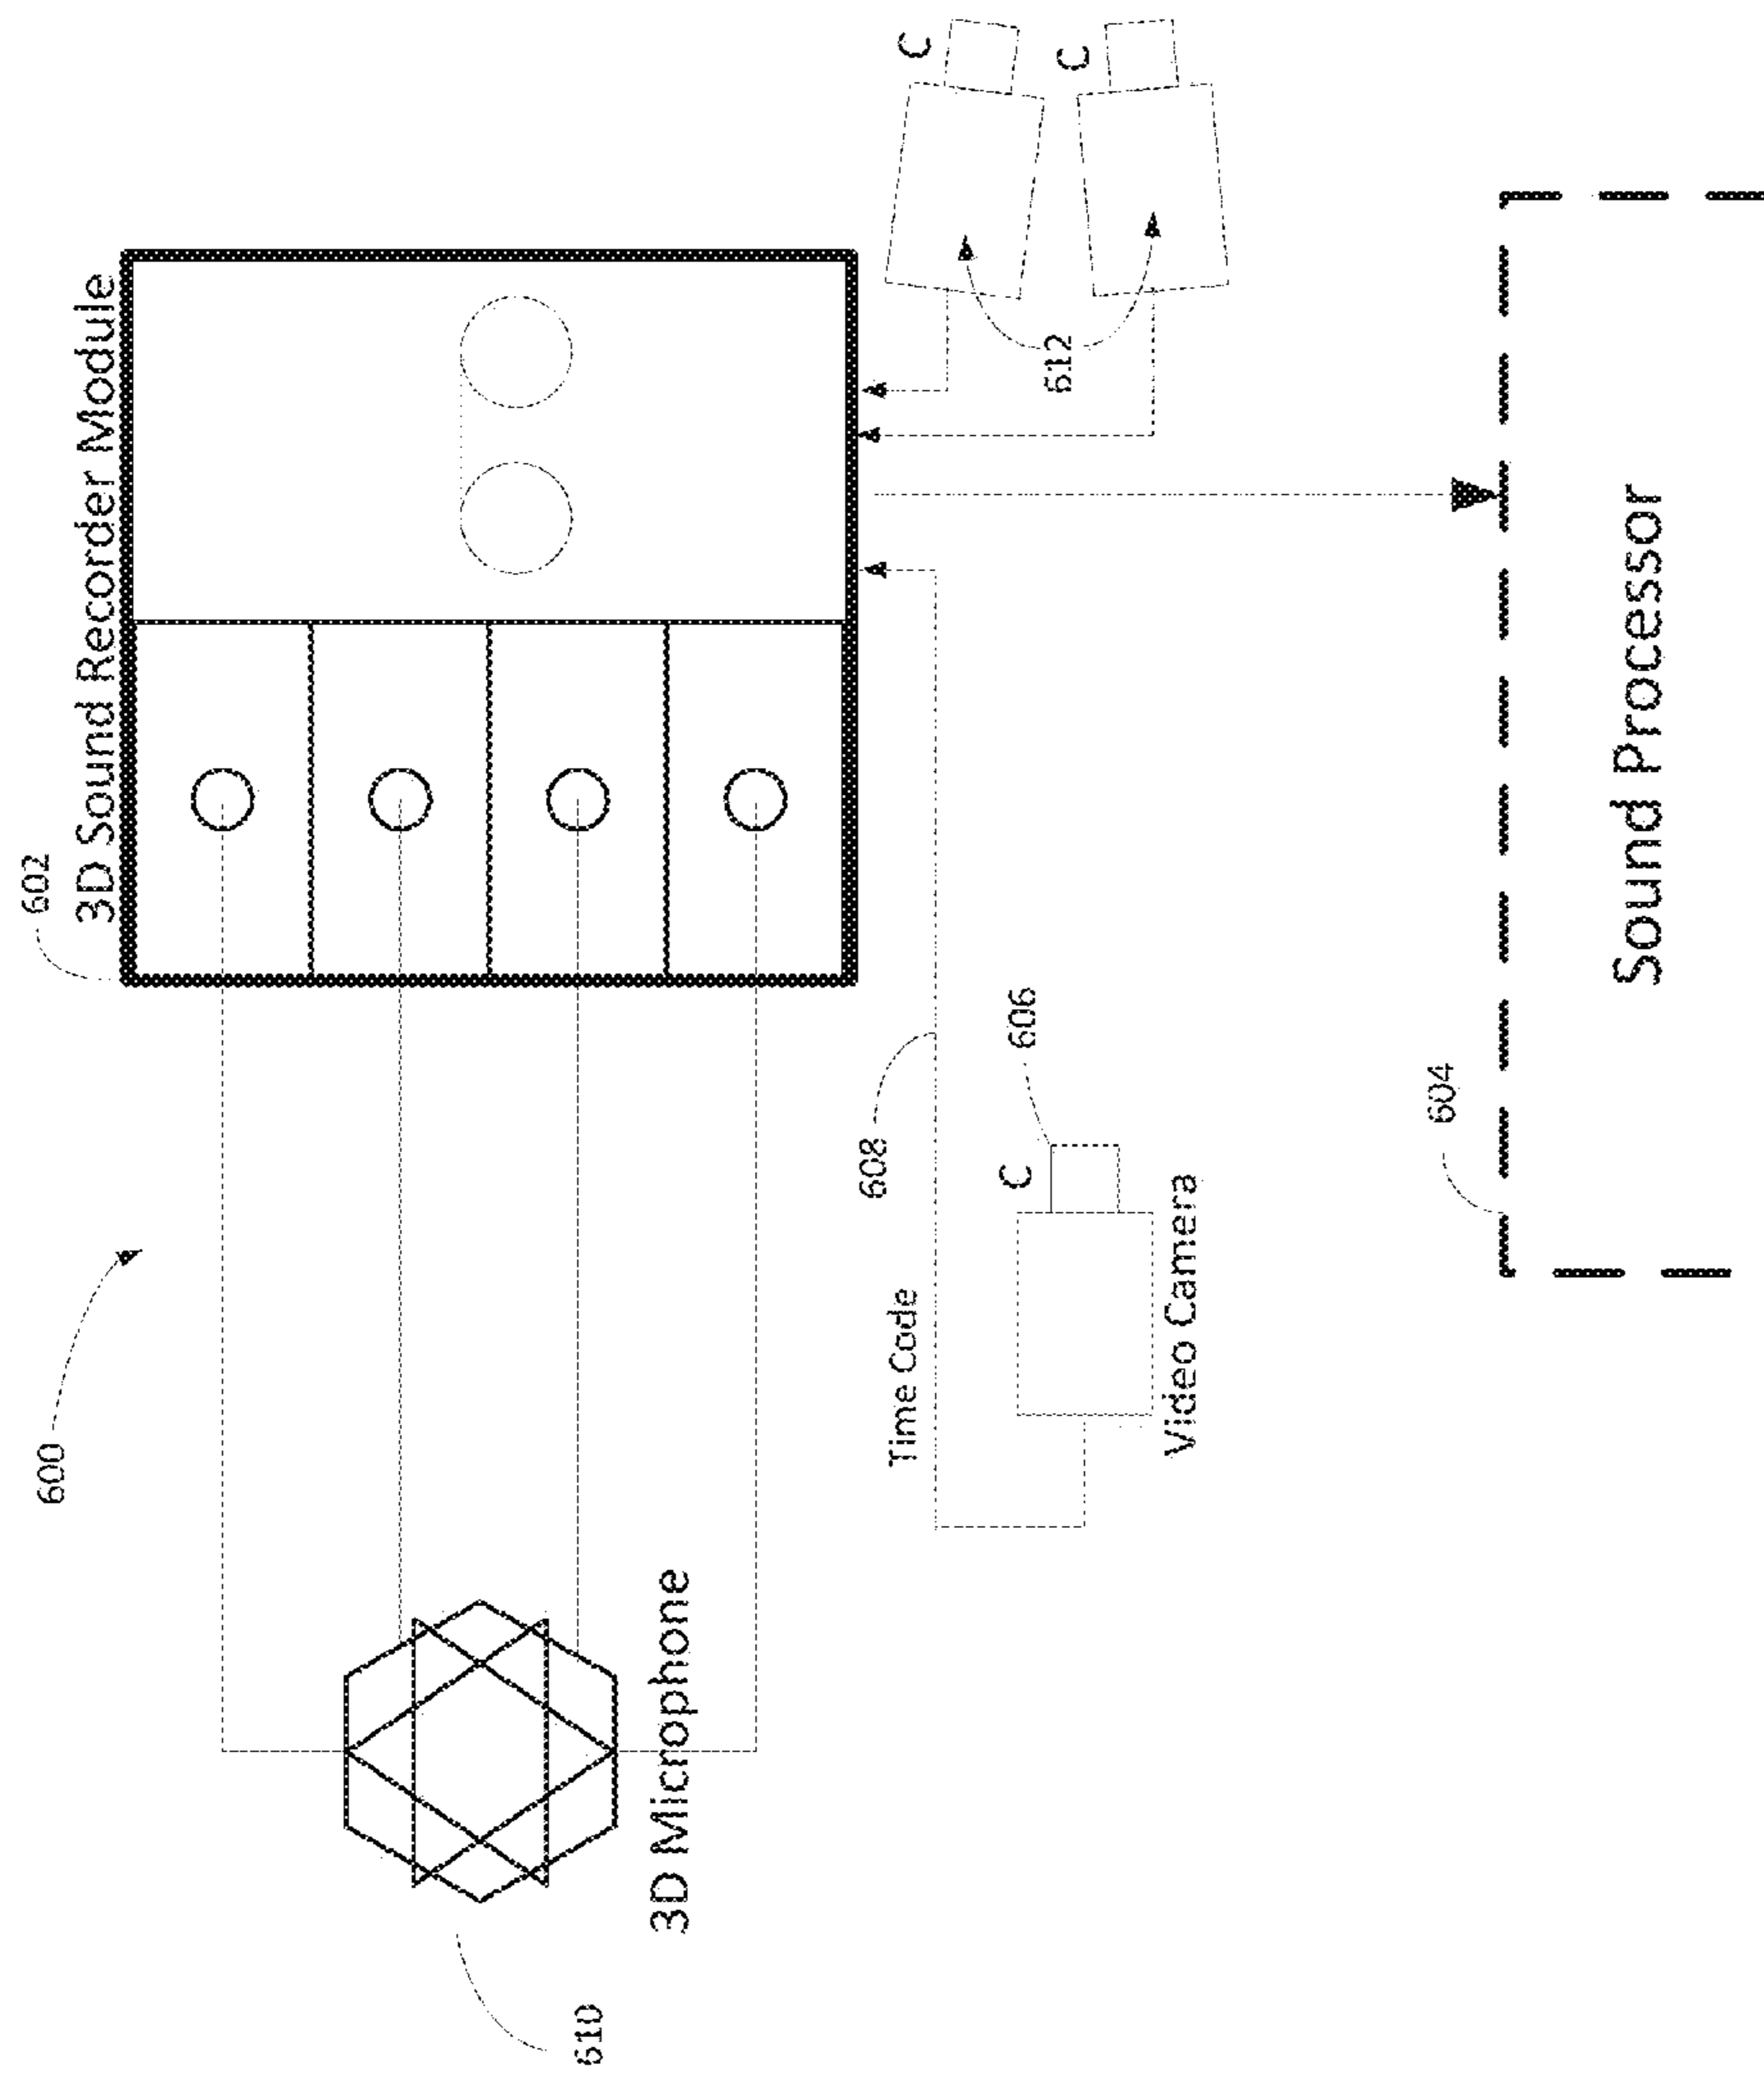 600
602
3D Sound Recorder Module
610
3D Microphone
608
Time Code
606
C
Video Camera
C
C
612
604
Sound Processor